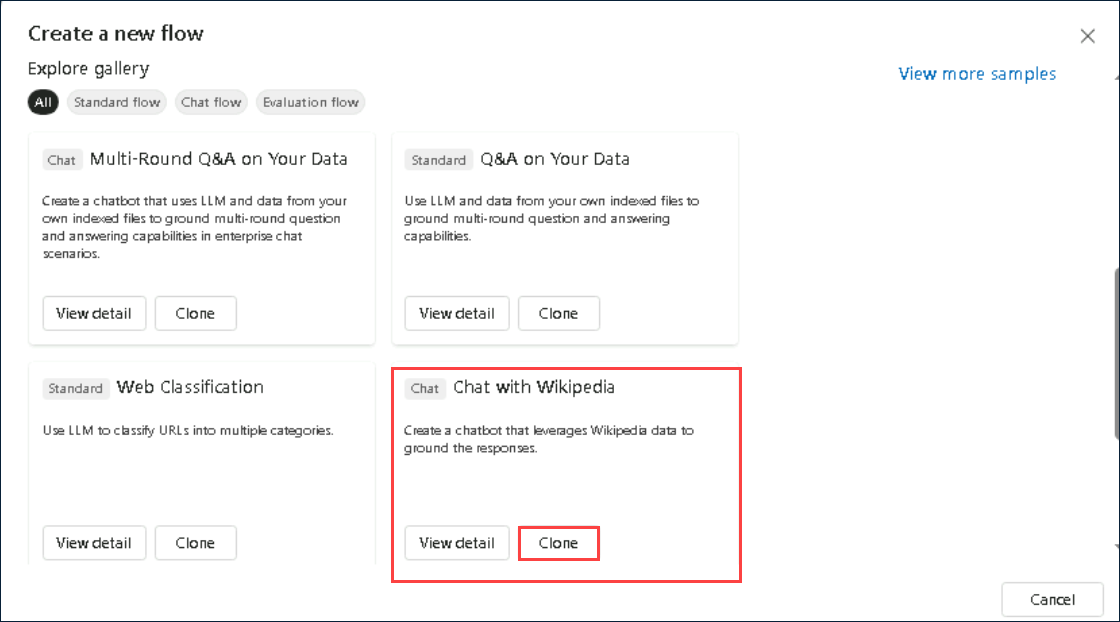 Create a new flow
Explore gallery
View more samples
All
Standard flow
Chat flow
Evaluation flow
Chat
Multi-Round Q&A on Your Data
Create a chatbot that uses LLM and data from your
own indexed files to ground multi-round question
and answering capabilities in enterprise chat
scenarios.
View detail
Clone
Standard
Q&A on Your Data
Use LLM and data from your own indexed files to
ground multi-round question and answering
capabilities.
View detail
Clone
Standard
Web Classification
Use LLM to classify URLs into multiple categories.
View detail
Clone
Chat
Chat with Wikipedia
Create a chatbot that leverages Wikipedia data to
ground the responses.
View detail
Clone
Cancel